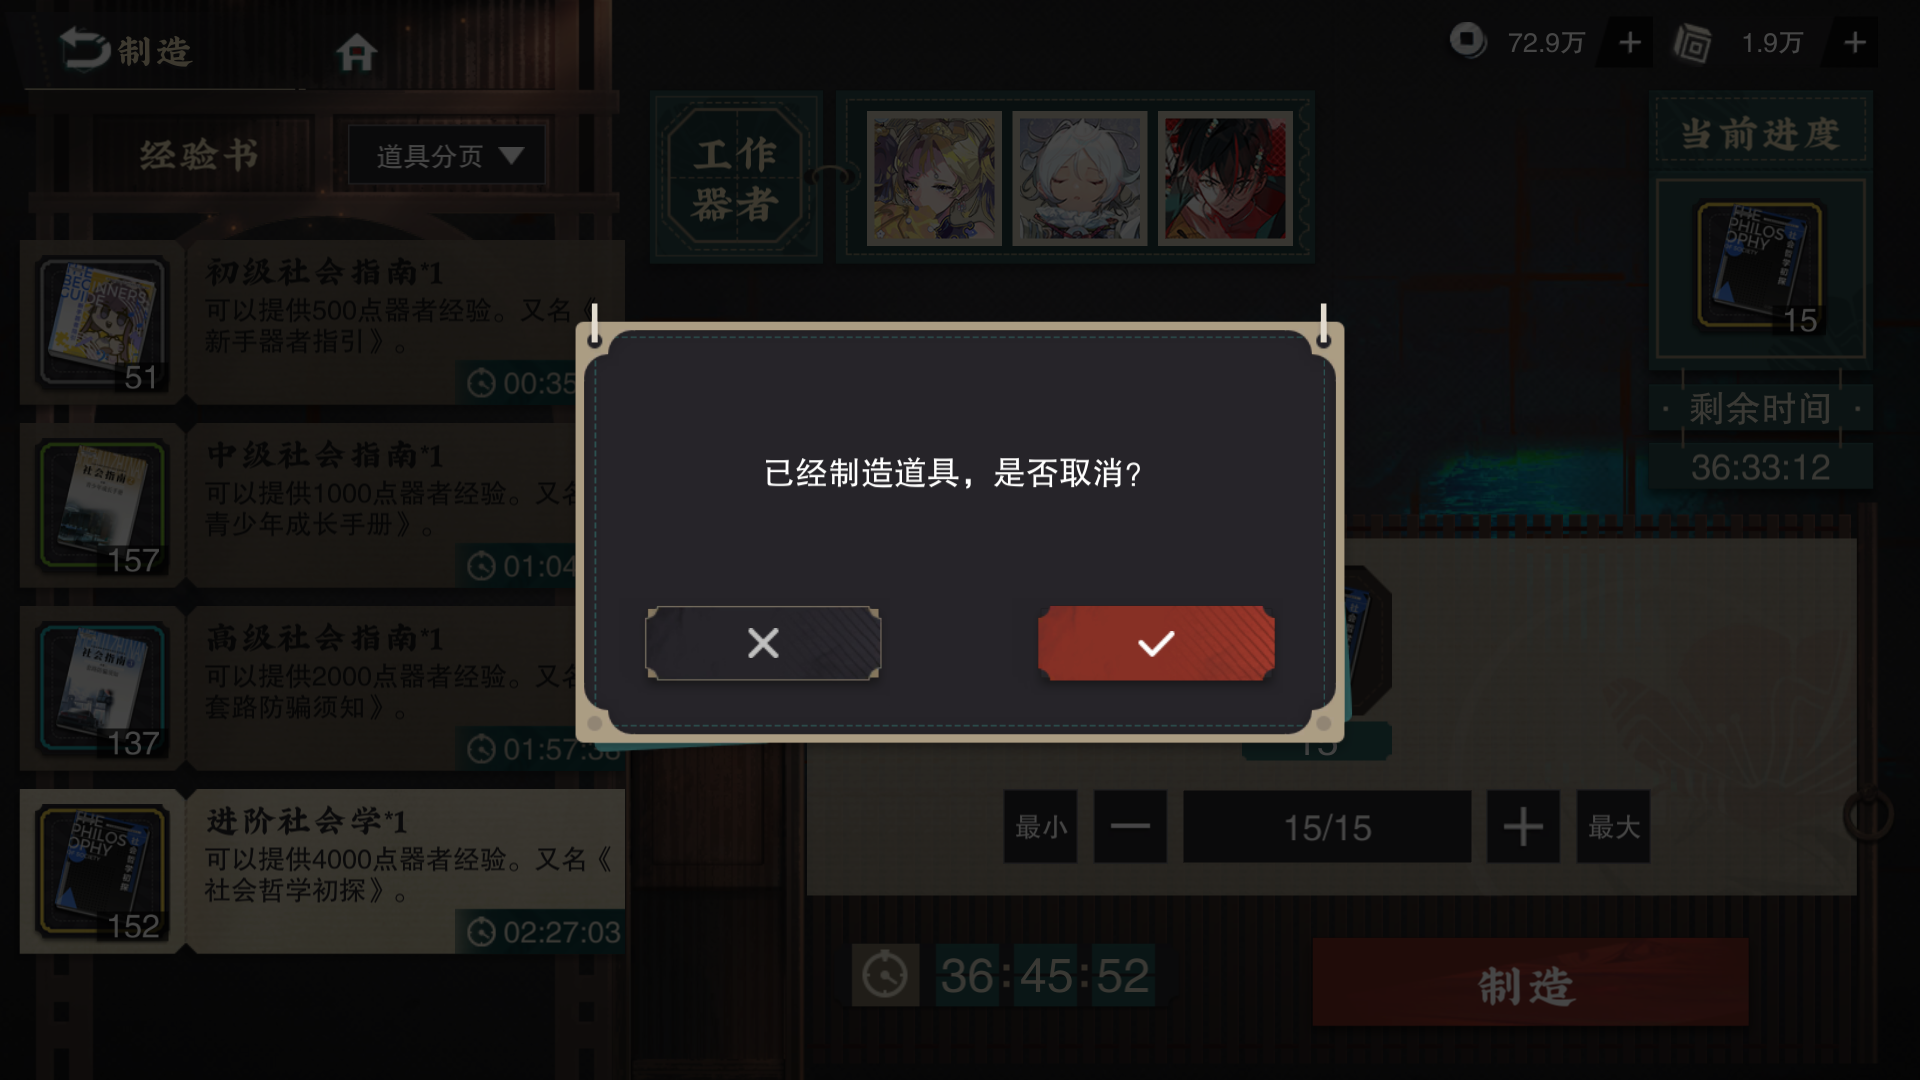 制造
72.9万
1.9万
经验书
道具分页
工作
器者
当前进度
15
剩余时间
36:33:12
初级社会指南*1
可以提供500点器者经验。又名《
新手器者指引》。
51
00:35
中级社会指南*1
可以提供1000点器者经验。又名
青少年成长手册》。
157
01:04
高级社会指南*1
可以提供2000点器者经验。又名
套路防骗须知》。
137
01:57:38
进阶社会学*1
可以提供4000点器者经验。又名《
社会哲学初探》。
152
02:27:03
已经制造道具，是否取消？
15
最小
15/15
最大
36:45:52
制造